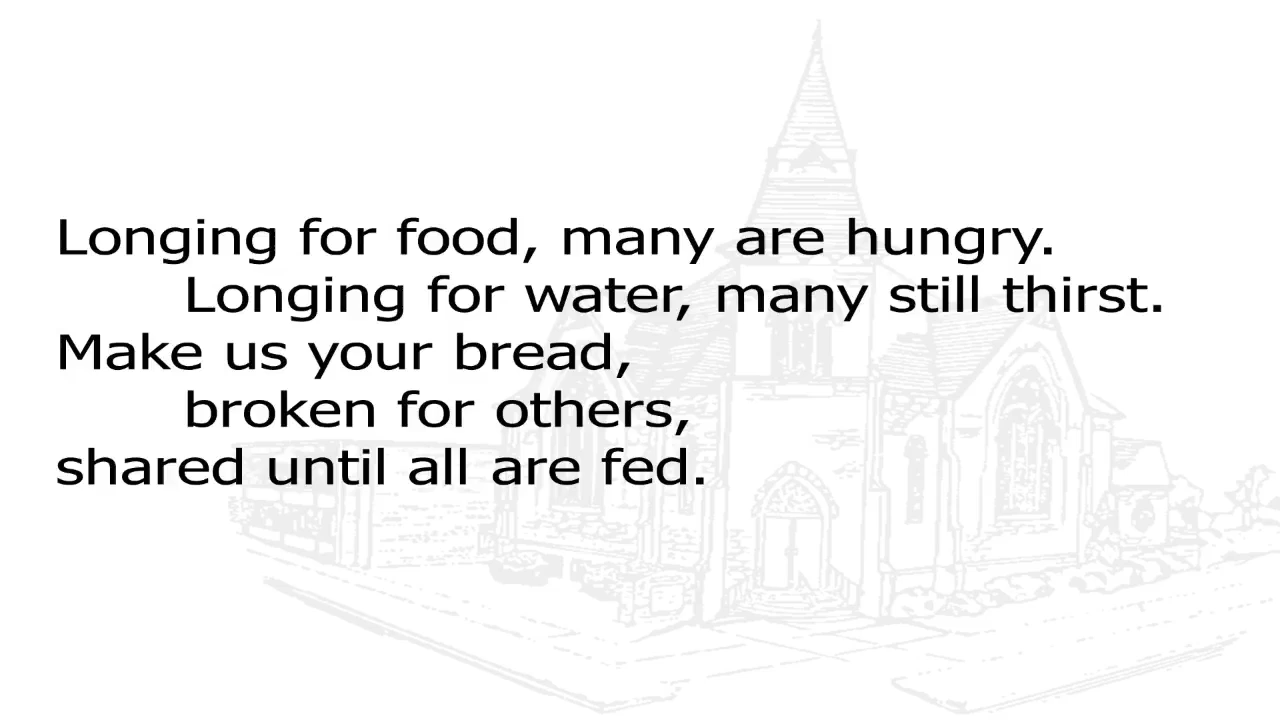 Longing for food, many are hungry.
Longing for water, many still thirst.
Make us your bread,
broken for others,
shared until all are fed.